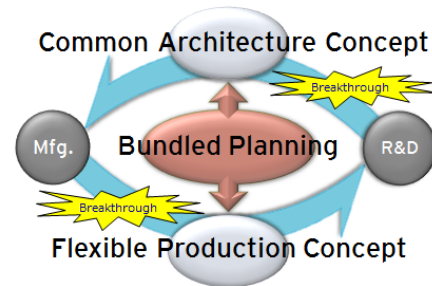 Common Architecture Concept
Breakthrough
Mfg.
Bundled Planning
R&D
Breakthrough
Flexible Production Concept